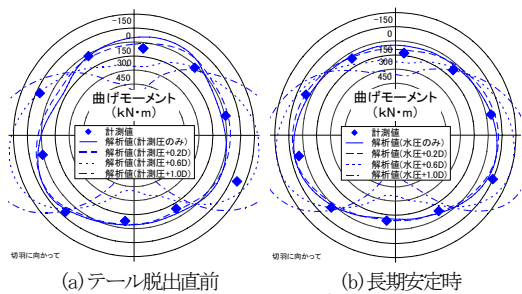 -150
0
150
300
450
曲げモーメント
(kN・m)
計測値
解析値(計測圧のみ)
解析値(計測圧+0.2D)
解析値(計測圧+0.6D)
解析値(計測圧+1.0D)
切羽に向かって
(a)テール脱出直前
-150
0
150
300
450
曲げモーメント
(kN・m)
計測値
解析値(水圧のみ)
解析値(水圧+0.2D)
解析値(水圧+0.6D)
解析値(水圧+1.0D)
切羽に向かって
(b)長期安定時